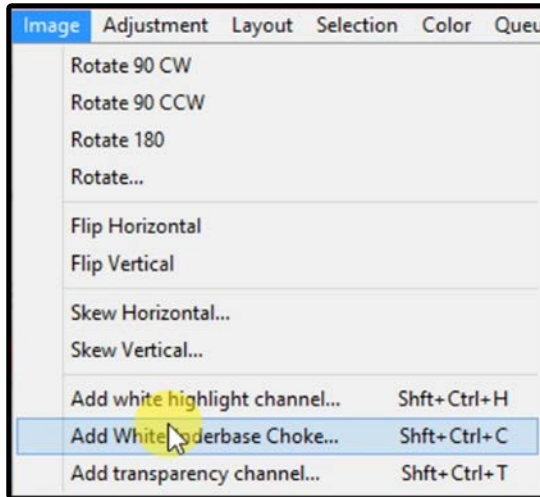 Image Adjustment Layout Selection Color
Rotate 90 CW
Rotate 90 CCW
Rotate 180
Rotate...
Flip Horizontal
Flip Vertical
Skew Horizontal...
Skew Vertical...
Add white highlight channel... Shft+Ctrl+H
Add White Underbase Choke... Shft+Ctrl+C
Add transparency channel... Shft+Ctrl+T